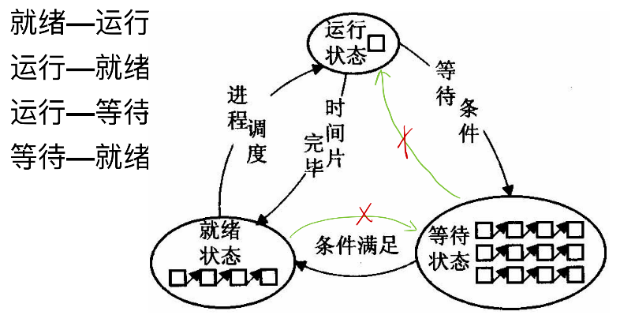 就绪—运行
运行—就绪
运行—等待
等待—就绪
运行
状态
等待
条件
进程
调度
时间片
完毕
就绪
状态
条件满足
等待
状态